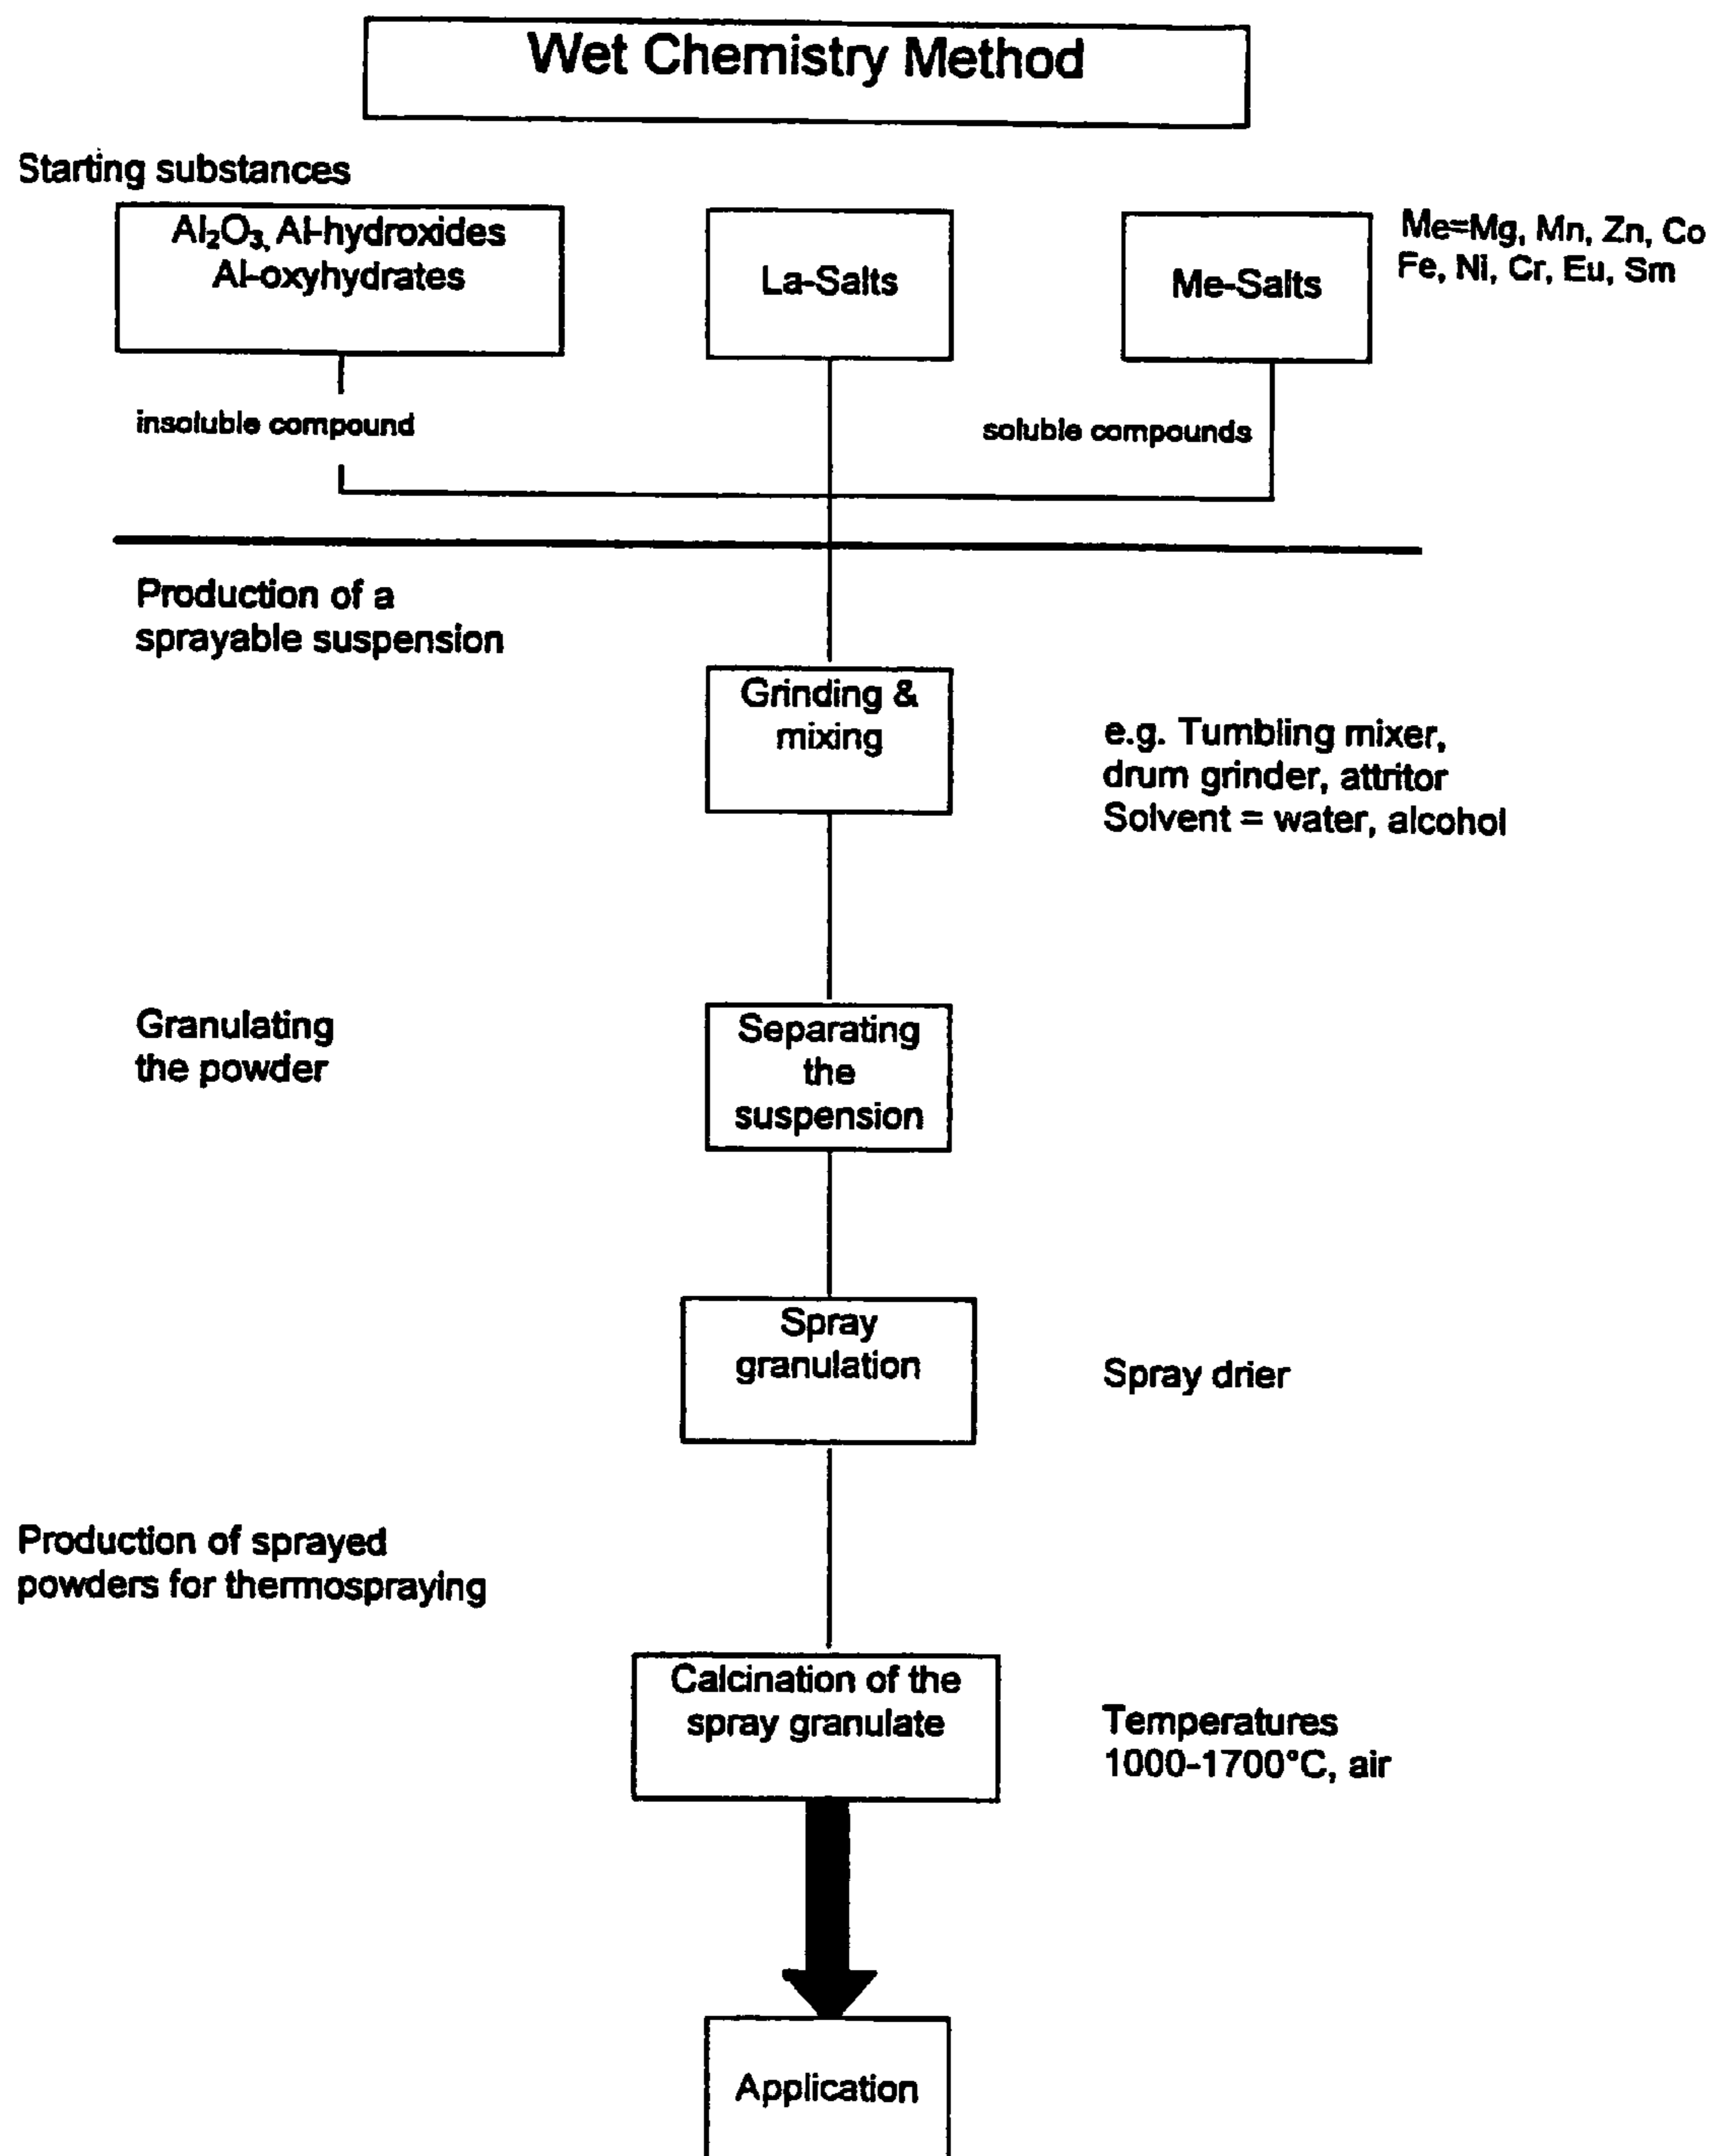 Wet Chemistry Method
Starting substances
Al₂O₃, Al-hydroxides
Al-oxyhydrates
La-Salts
Me-Salts
Me=Mg, Mn, Zn, Co
Fe, Ni, Cr, Eu, Sm
insoluble compound
soluble compounds
Production of a
sprayable suspension
Grinding &
mixing
e.g. Tumbling mixer,
drum grinder, attritor
Solvent = water, alcohol
Granulating
the powder
Separating
the
suspension
Spray
granulation
Spray drier
Production of sprayed
powders for thermospraying
Calcination of the
spray granulate
Temperatures
1000-1700°C, air
Application